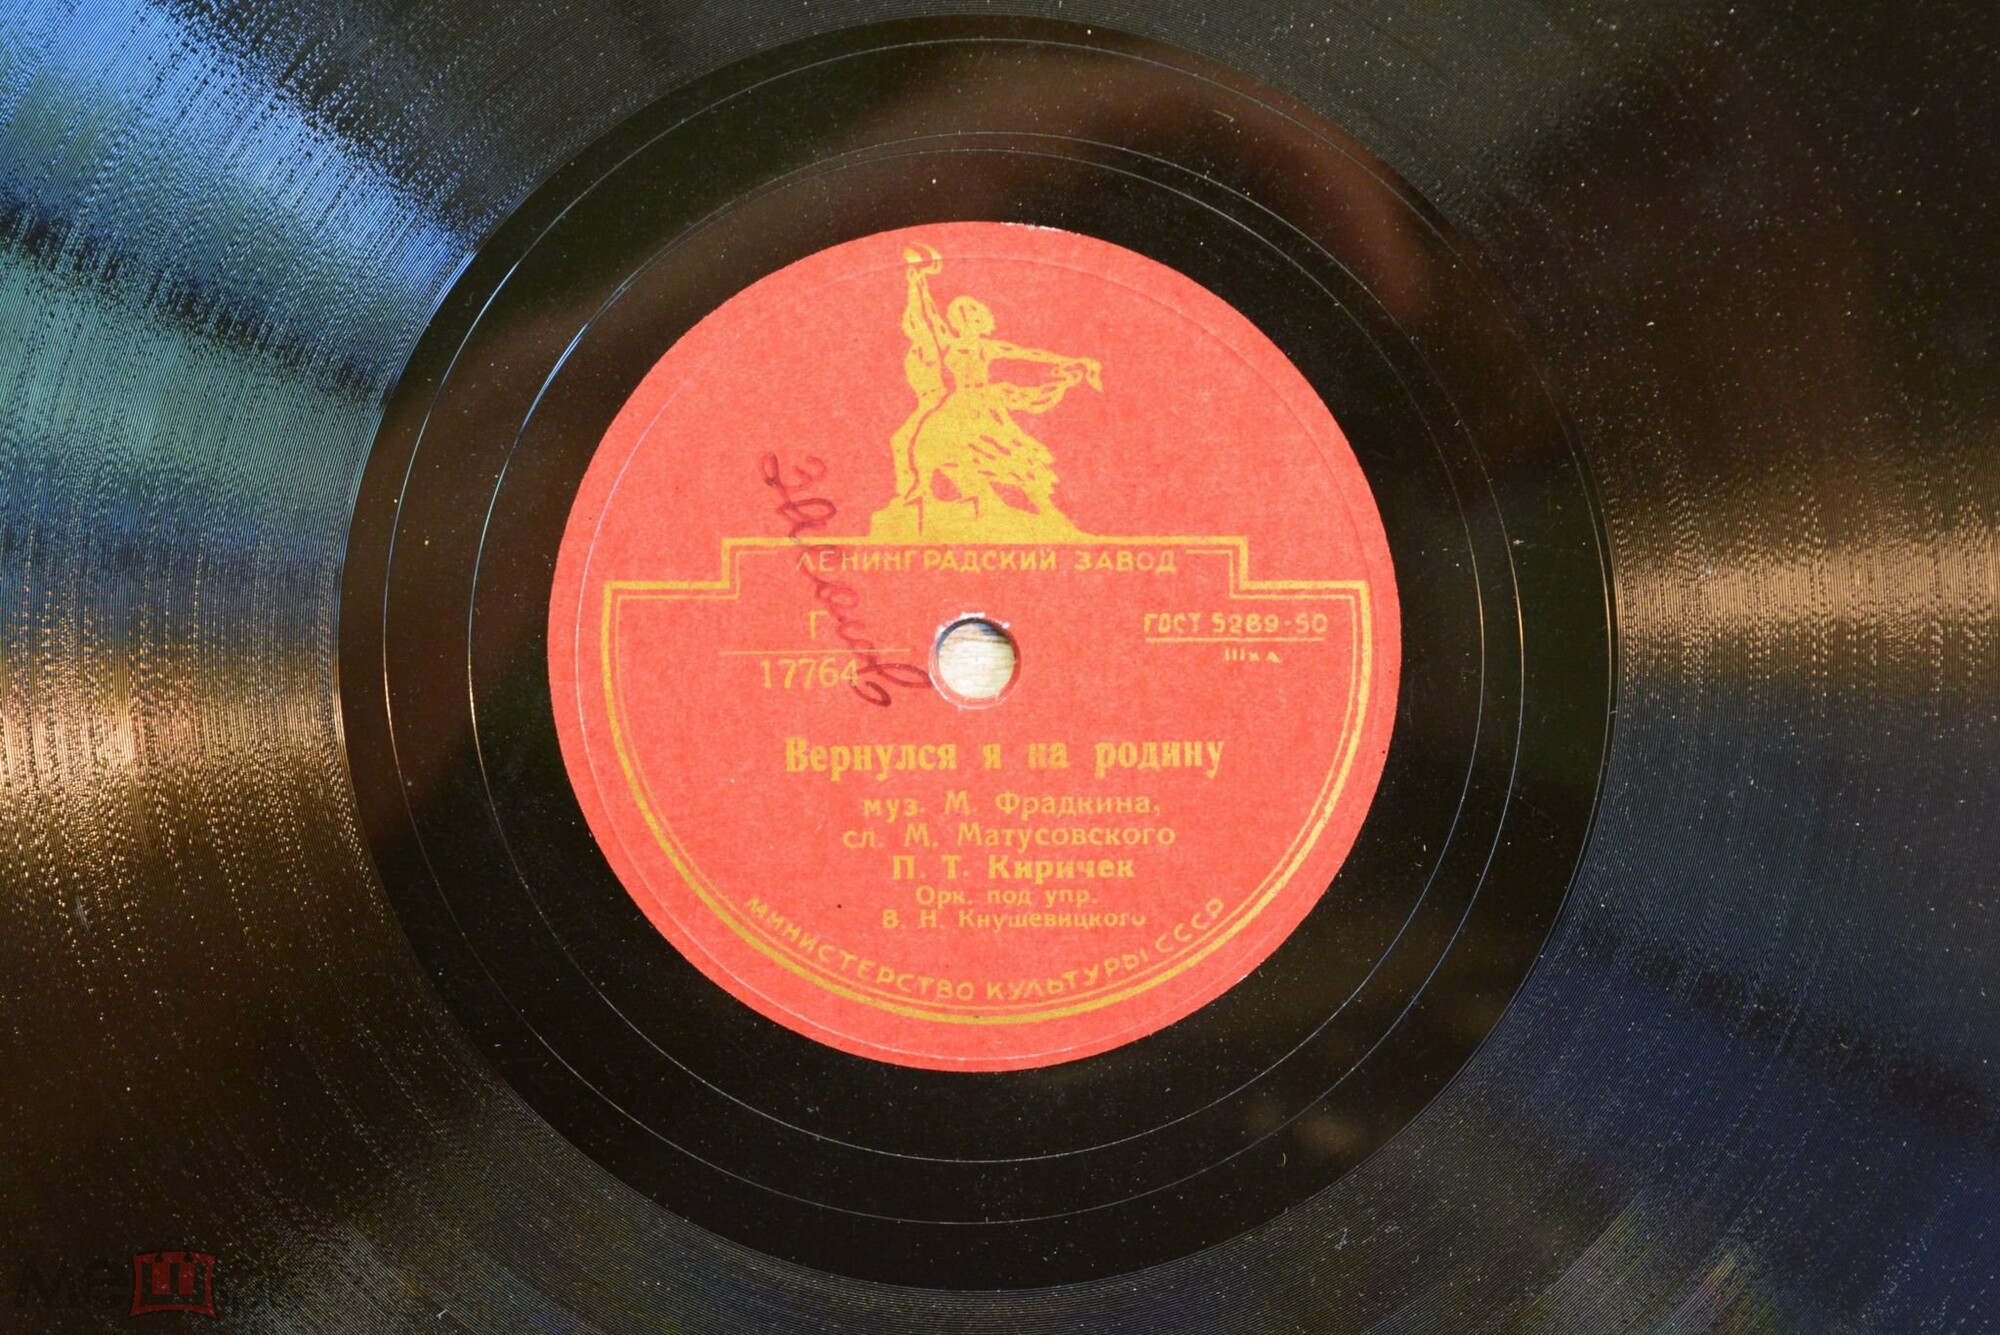 ЛЕНИНГРАДСКИЙ ЗАВОД
Г
17764
ГОСТ 5289-50
Вернулся я на родину
муз. М. Фрадкина,
сл. М. Матусовского
П. Т. Киричек
Орк. под упр.
В. Н. Кнушевицкого
МИНИСТЕРСТВО КУЛЬТУРЫ СССР